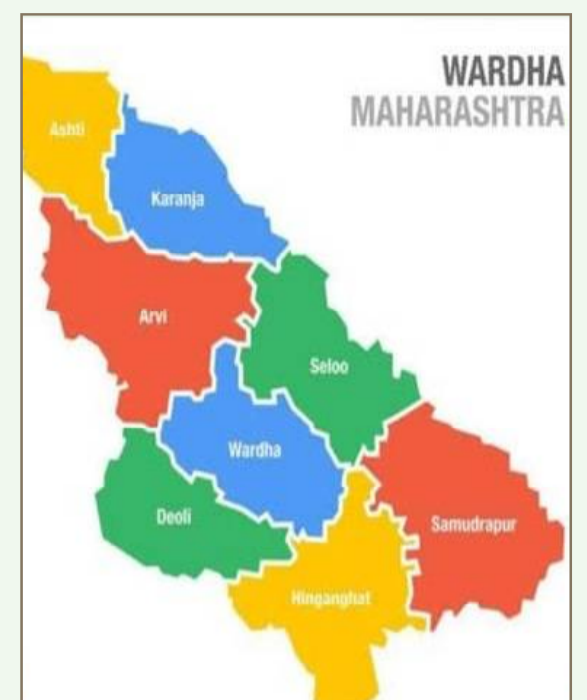 WARDHA
MAHARASHTRA
Ashti
Karanja
Arvi
Seloo
Wardha
Deoli
Samudrapur
Hinganghat